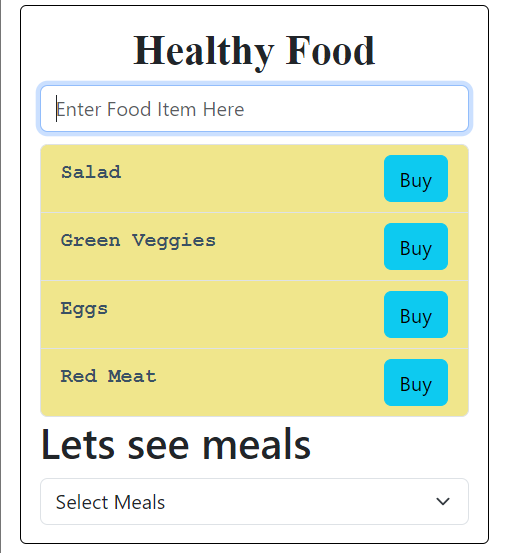 Healthy Food
Enter Food Item Here
Salad Buy
Green Veggies Buy
Eggs Buy
Red Meat Buy
Lets see meals
Select Meals